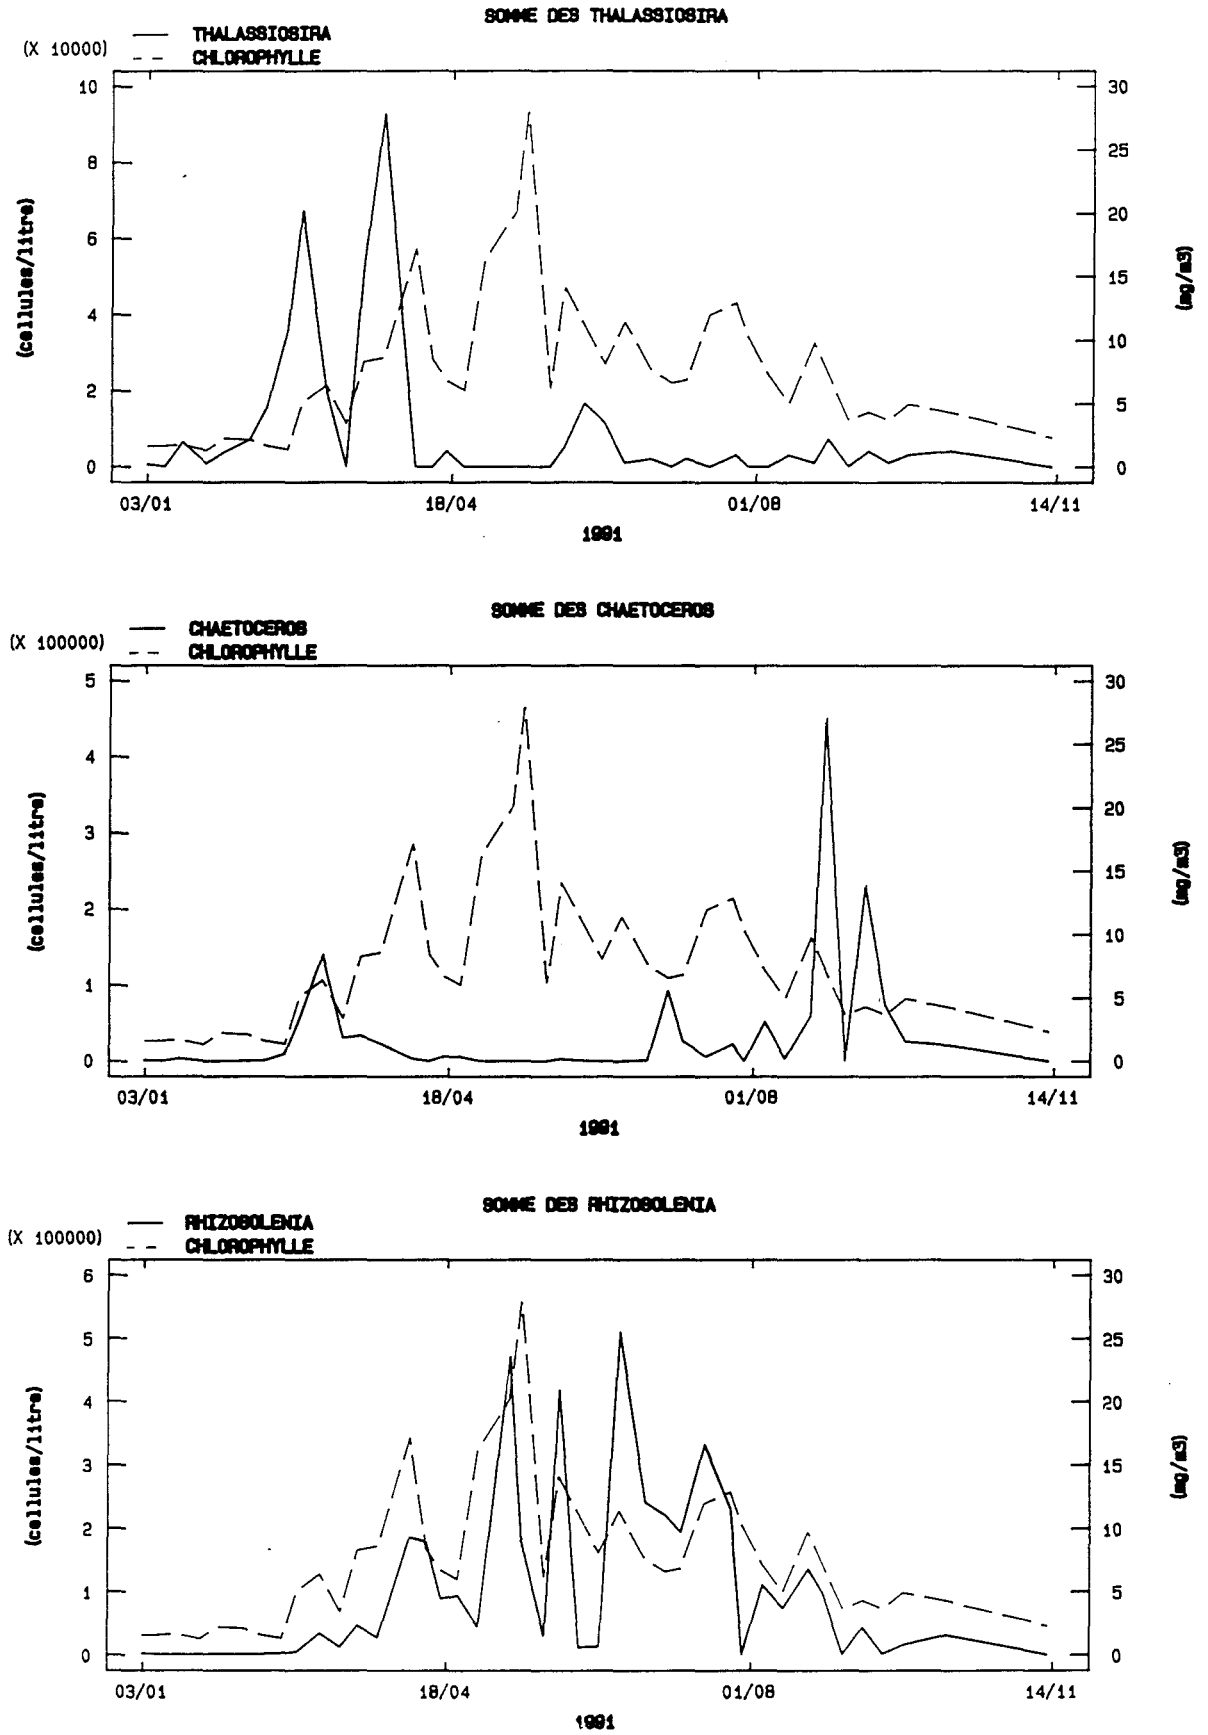 SOMME DES THALASSIOSIRA
(X 10000)
THALASSIOSIRA
CHLOROPHYLLE
10
8
6
4
2
0
30
25
20
15
10
5
0
(cellules/litre)
(mg/m3)
03/01 18/04 01/08 14/11
1991
SOMME DES CHAETOCEROS
(X 100000)
CHAETOCEROS
CHLOROPHYLLE
5
4
3
2
1
0
30
25
20
15
10
5
0
(cellules/litre)
(mg/m3)
03/01 18/04 01/08 14/11
1991
SOMME DES RHIZOSOLENIA
(X 100000)
RHIZOSOLENIA
CHLOROPHYLLE
6
5
4
3
2
1
0
30
25
20
15
10
5
0
(cellules/litre)
(mg/m3)
03/01 18/04 01/08 14/11
1991